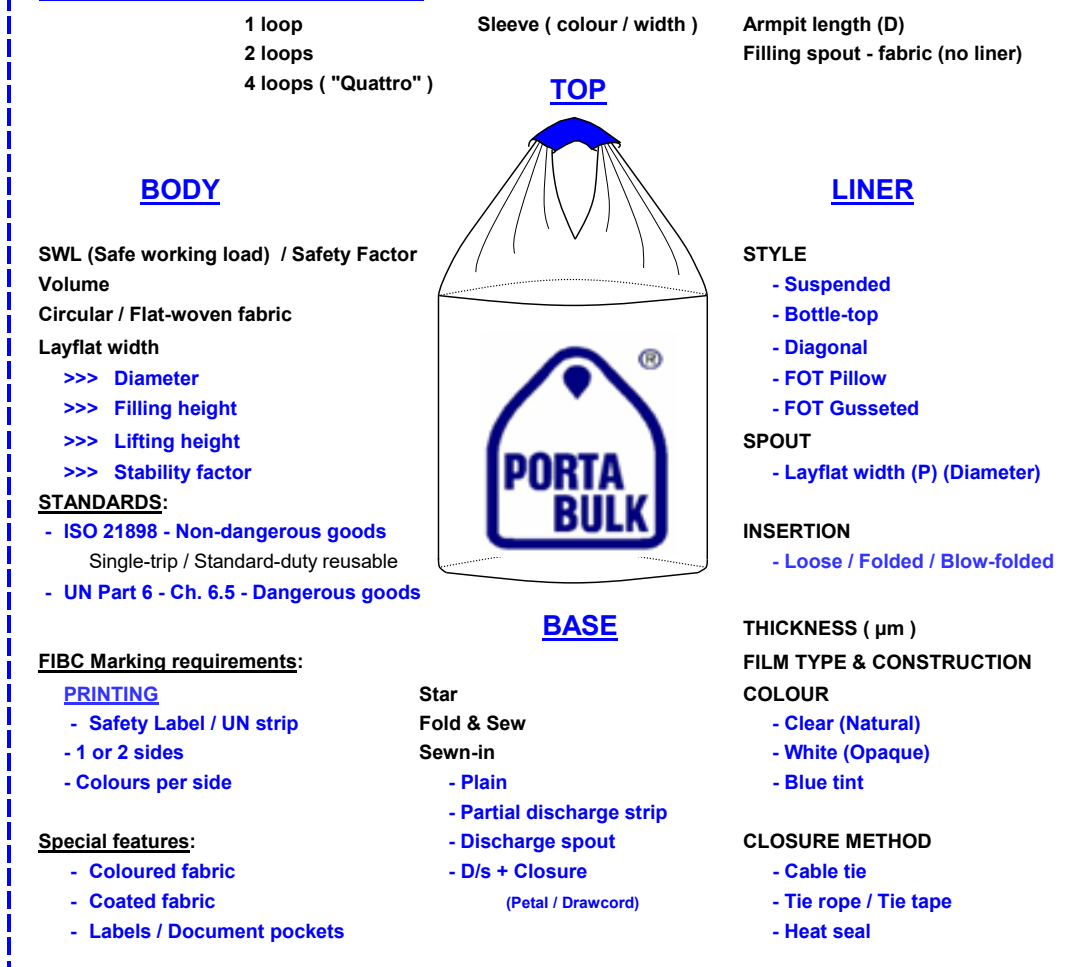 1 loop
2 loops
4 loops ( "Quattro" )
Sleeve ( colour / width )
Armpit length (D)
Filling spout - fabric (no liner)
TOP
BODY
SWL (Safe working load)  / Safety Factor
Volume
Circular / Flat-woven fabric
Layflat width
>>> Diameter
>>> Filling height
>>> Lifting height
>>> Stability factor
STANDARDS:
- ISO 21898 - Non-dangerous goods
Single-trip / Standard-duty reusable
- UN Part 6 - Ch. 6.5 - Dangerous goods
FIBC Marking requirements:
PRINTING
- Safety Label / UN strip
- 1 or 2 sides
- Colours per side
Special features:
- Coloured fabric
- Coated fabric
- Labels / Document pockets
®
PORTA
BULK
BASE
Star
Fold & Sew
Sewn-in
- Plain
- Partial discharge strip
- Discharge spout
- D/s + Closure
(Petal / Drawcord)
LINER
STYLE
- Suspended
- Bottle-top
- Diagonal
- FOT Pillow
- FOT Gusseted
SPOUT
- Layflat width (P) (Diameter)
INSERTION
- Loose / Folded / Blow-folded
THICKNESS ( µm )
FILM TYPE & CONSTRUCTION
COLOUR
- Clear (Natural)
- White (Opaque)
- Blue tint
CLOSURE METHOD
- Cable tie
- Tie rope / Tie tape
- Heat seal